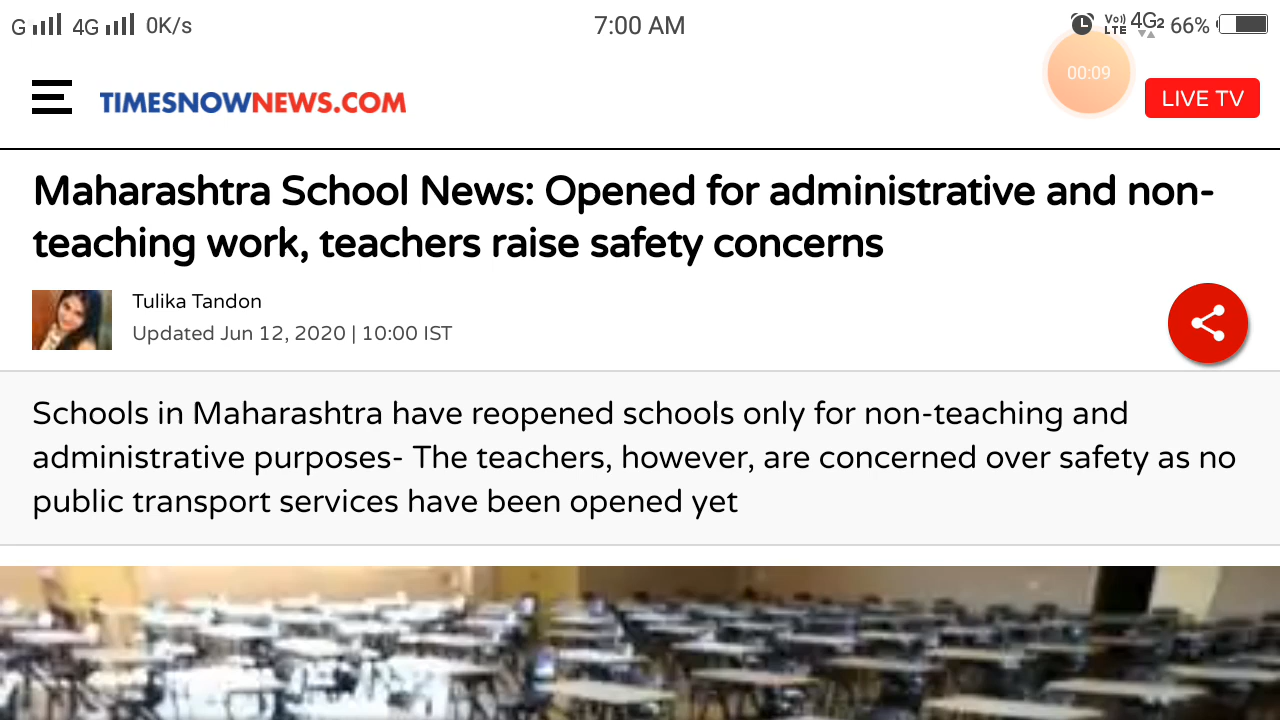 G 4G 0K/s 7:00 AM Vo)) LTE 4G2 66%
00:09
TIMESNOWNEWS.COM LIVE TV
Maharashtra School News: Opened for administrative and non-
teaching work, teachers raise safety concerns
Tulika Tandon
Updated Jun 12, 2020 | 10:00 IST
Schools in Maharashtra have reopened schools only for non-teaching and
administrative purposes- The teachers, however, are concerned over safety as no
public transport services have been opened yet